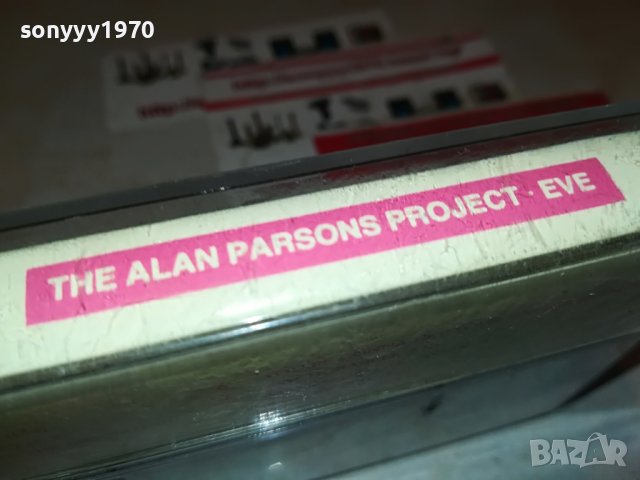 sonyyy1970
THE ALAN PARSONS PROJECT - EVE
BAZAR